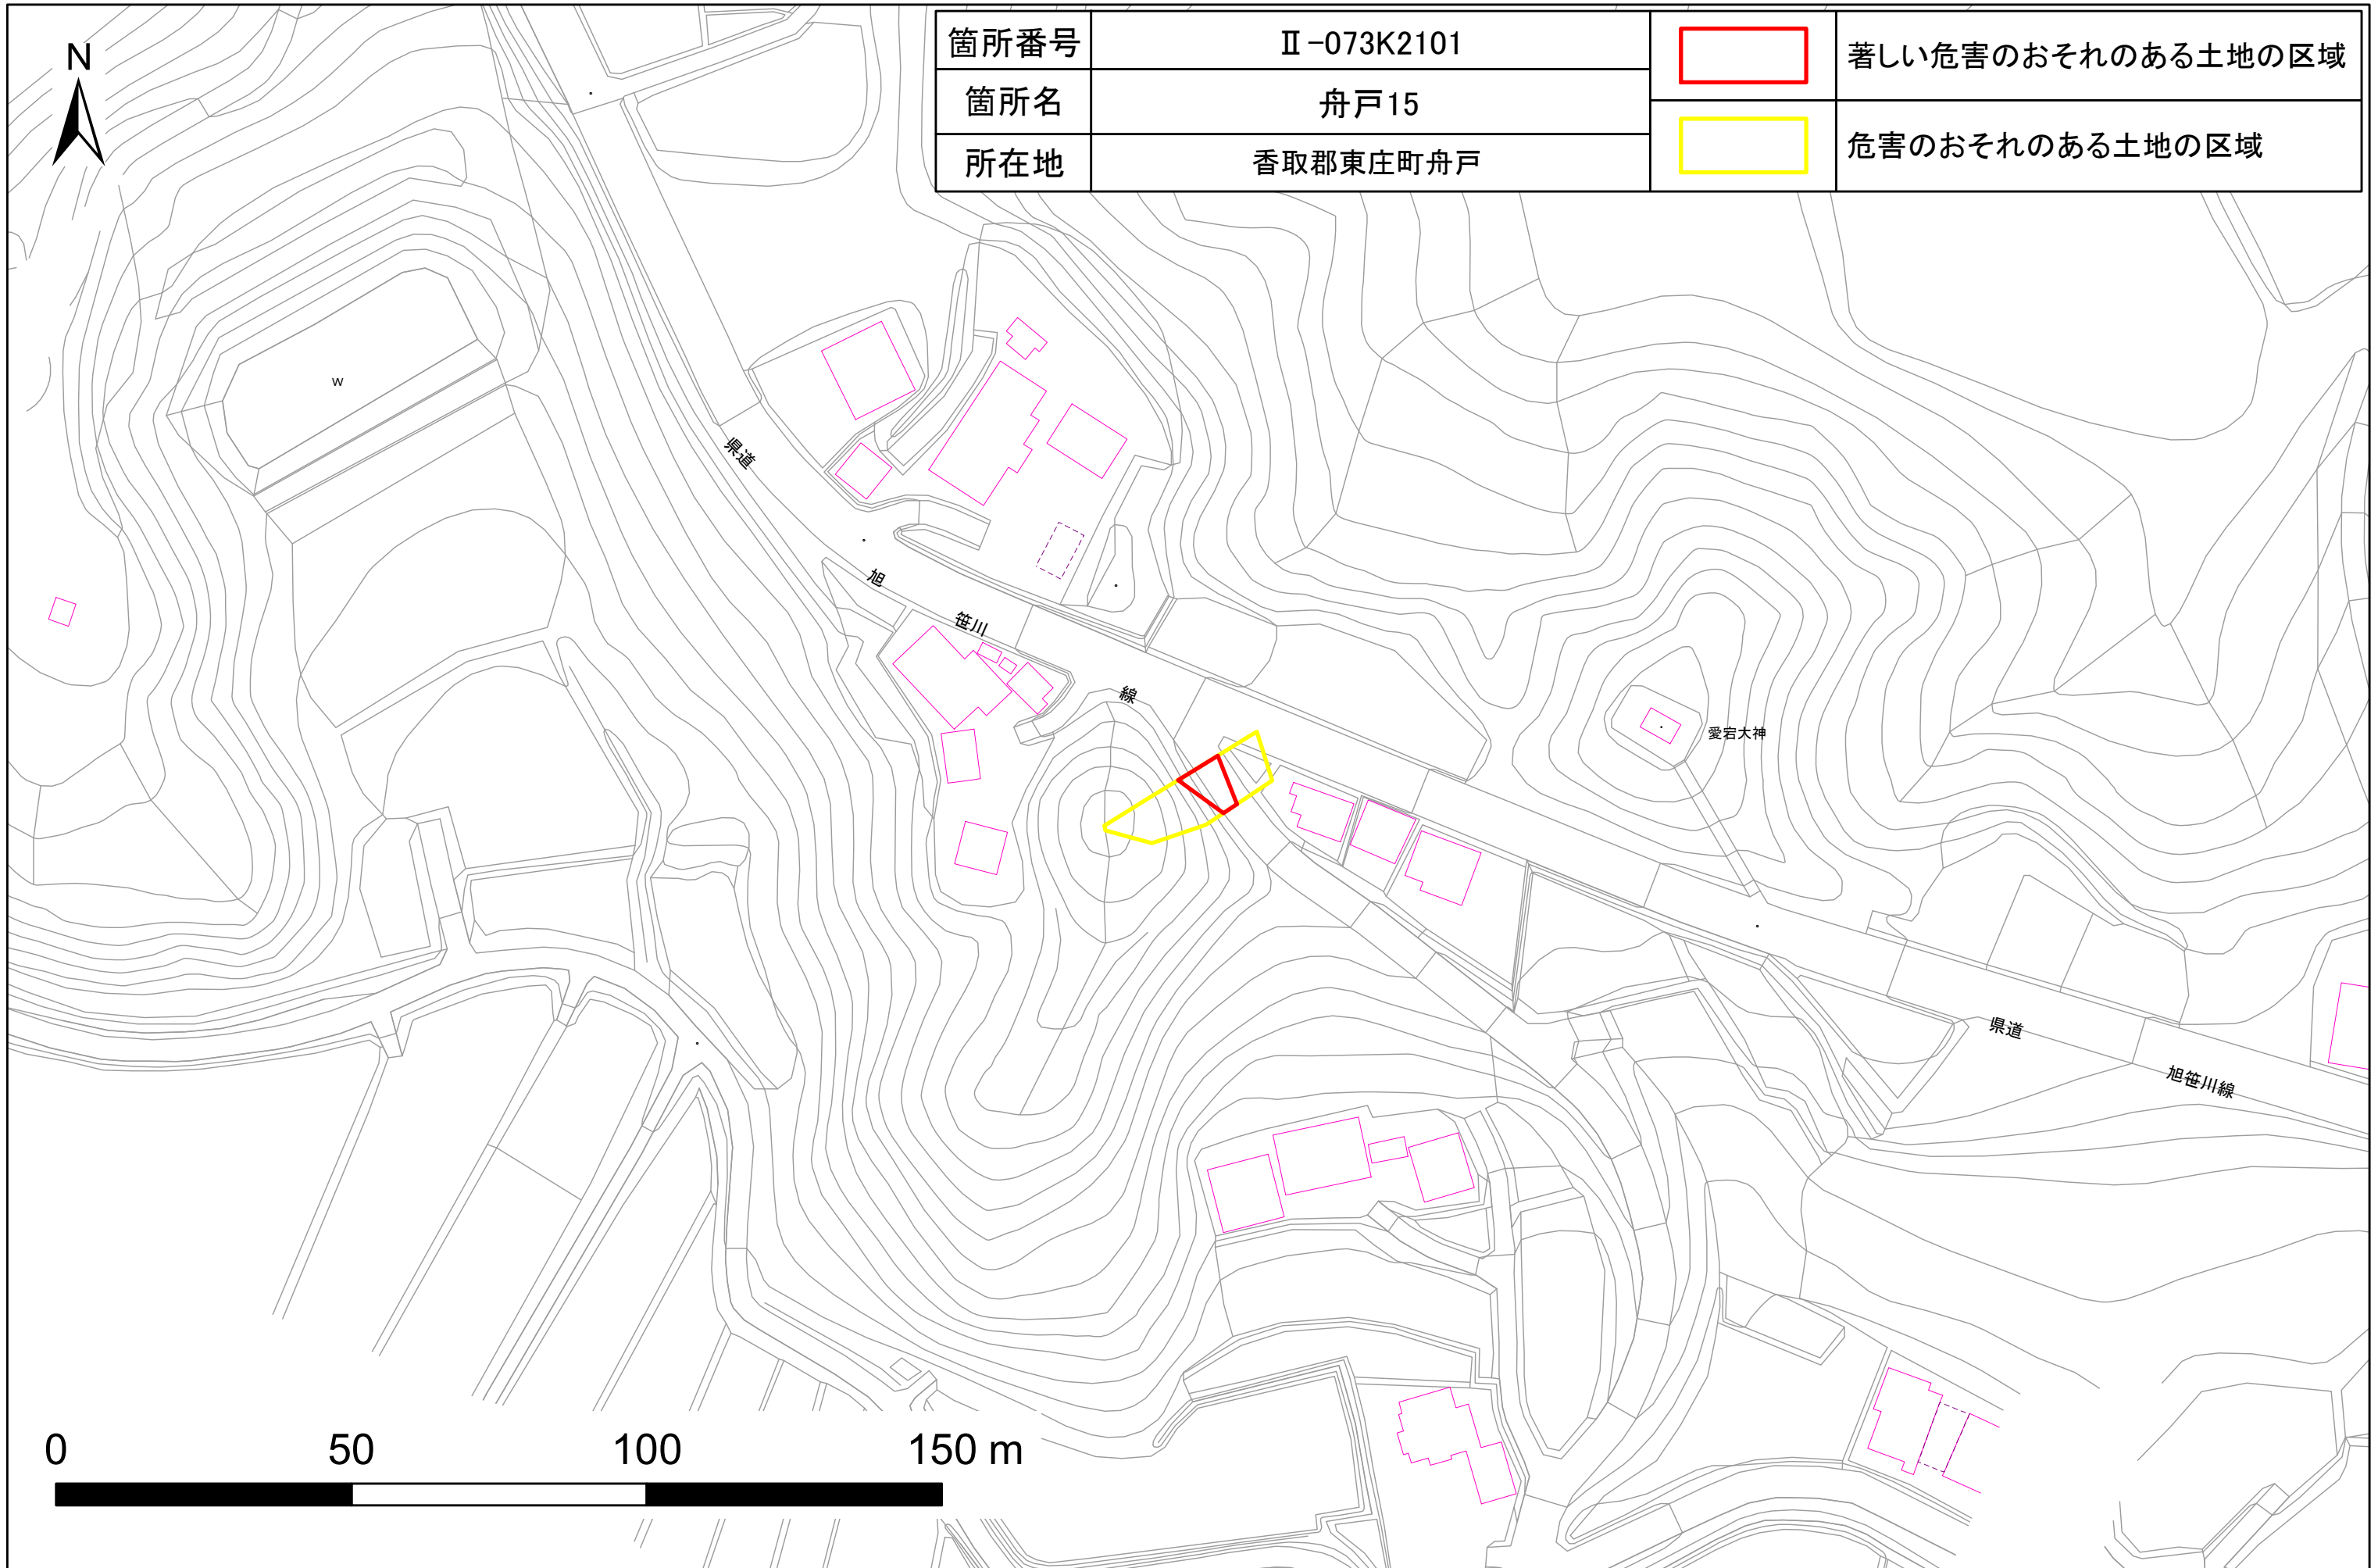 N
箇所番号 Ⅱ-073K2101
箇所名 舟戸15
所在地 香取郡東庄町舟戸
著しい危害のおそれのある土地の区域
危害のおそれのある土地の区域
w
県道
旭
笹川
線
愛宕大神
県道
旭笹川線
0 50 100 150 m